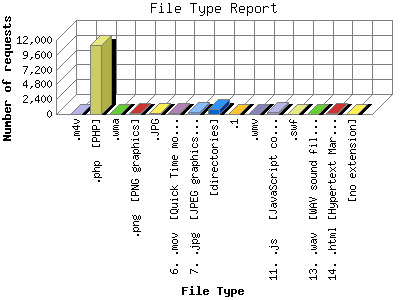 File Type Report
Number of requests
12,000
9,600
7,200
4,800
2,400
0
.m4v
.php [PHP]
.wma
.png [PNG graphics]
.JPG
6. .mov [Quick Time mo...
7. .jpg [JPEG graphics...
[directories]
.1
.wmv
11. .js [JavaScript co...
.swf
13. .wav [WAV sound fil...
14. .html [Hypertext Mar...
[no extension]
File Type